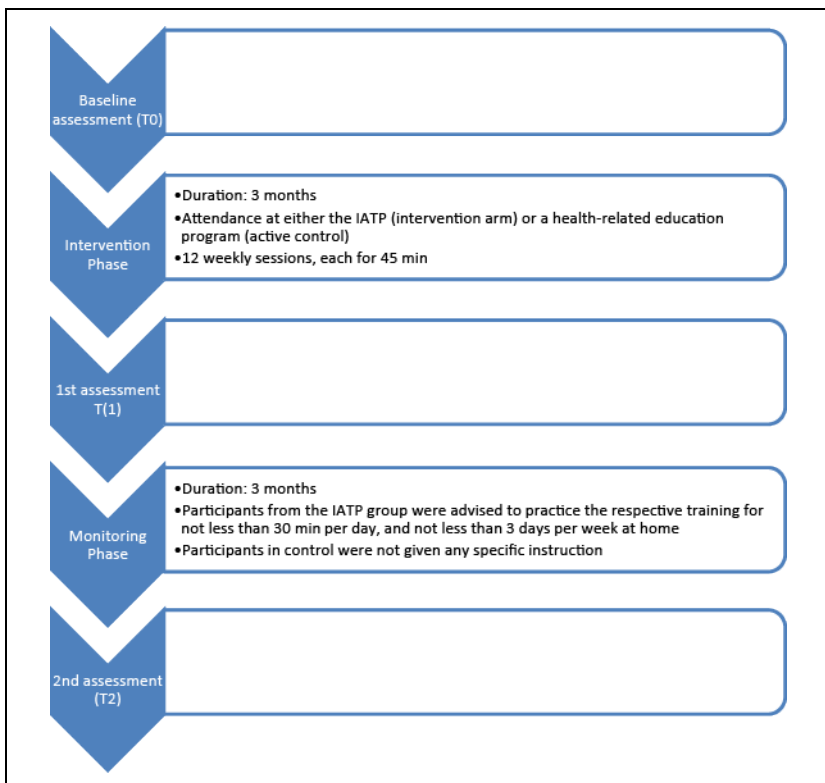 Baseline
assessment (T0)
Intervention
Phase
•Duration: 3 months
•Attendance at either the IATP (intervention arm) or a health-related education
program (active control)
•12 weekly sessions, each for 45 min
1st assessment
T(1)
Monitoring
Phase
•Duration: 3 months
•Participants from the IATP group were advised to practice the respective training for
not less than 30 min per day, and not less than 3 days per week at home
•Participants in control were not given any specific instruction
2nd assessment
(T2)